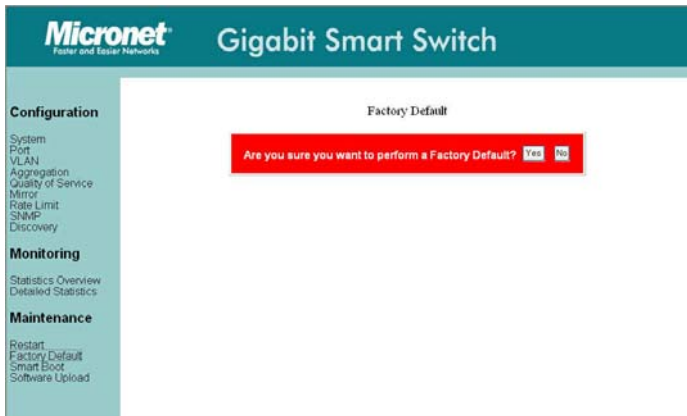 Micronet
Faster and Easier Networks
Gigabit Smart Switch
Configuration
System
Port
VLAN
Aggregation
Quality of Service
Mirror
Rate Limit
SNMP
Discovery
Monitoring
Statistics Overview
Detailed Statistics
Maintenance
Restart
Factory Default
Smart Boot
Software Upload
Factory Default
Are you sure you want to perform a Factory Default? Yes No